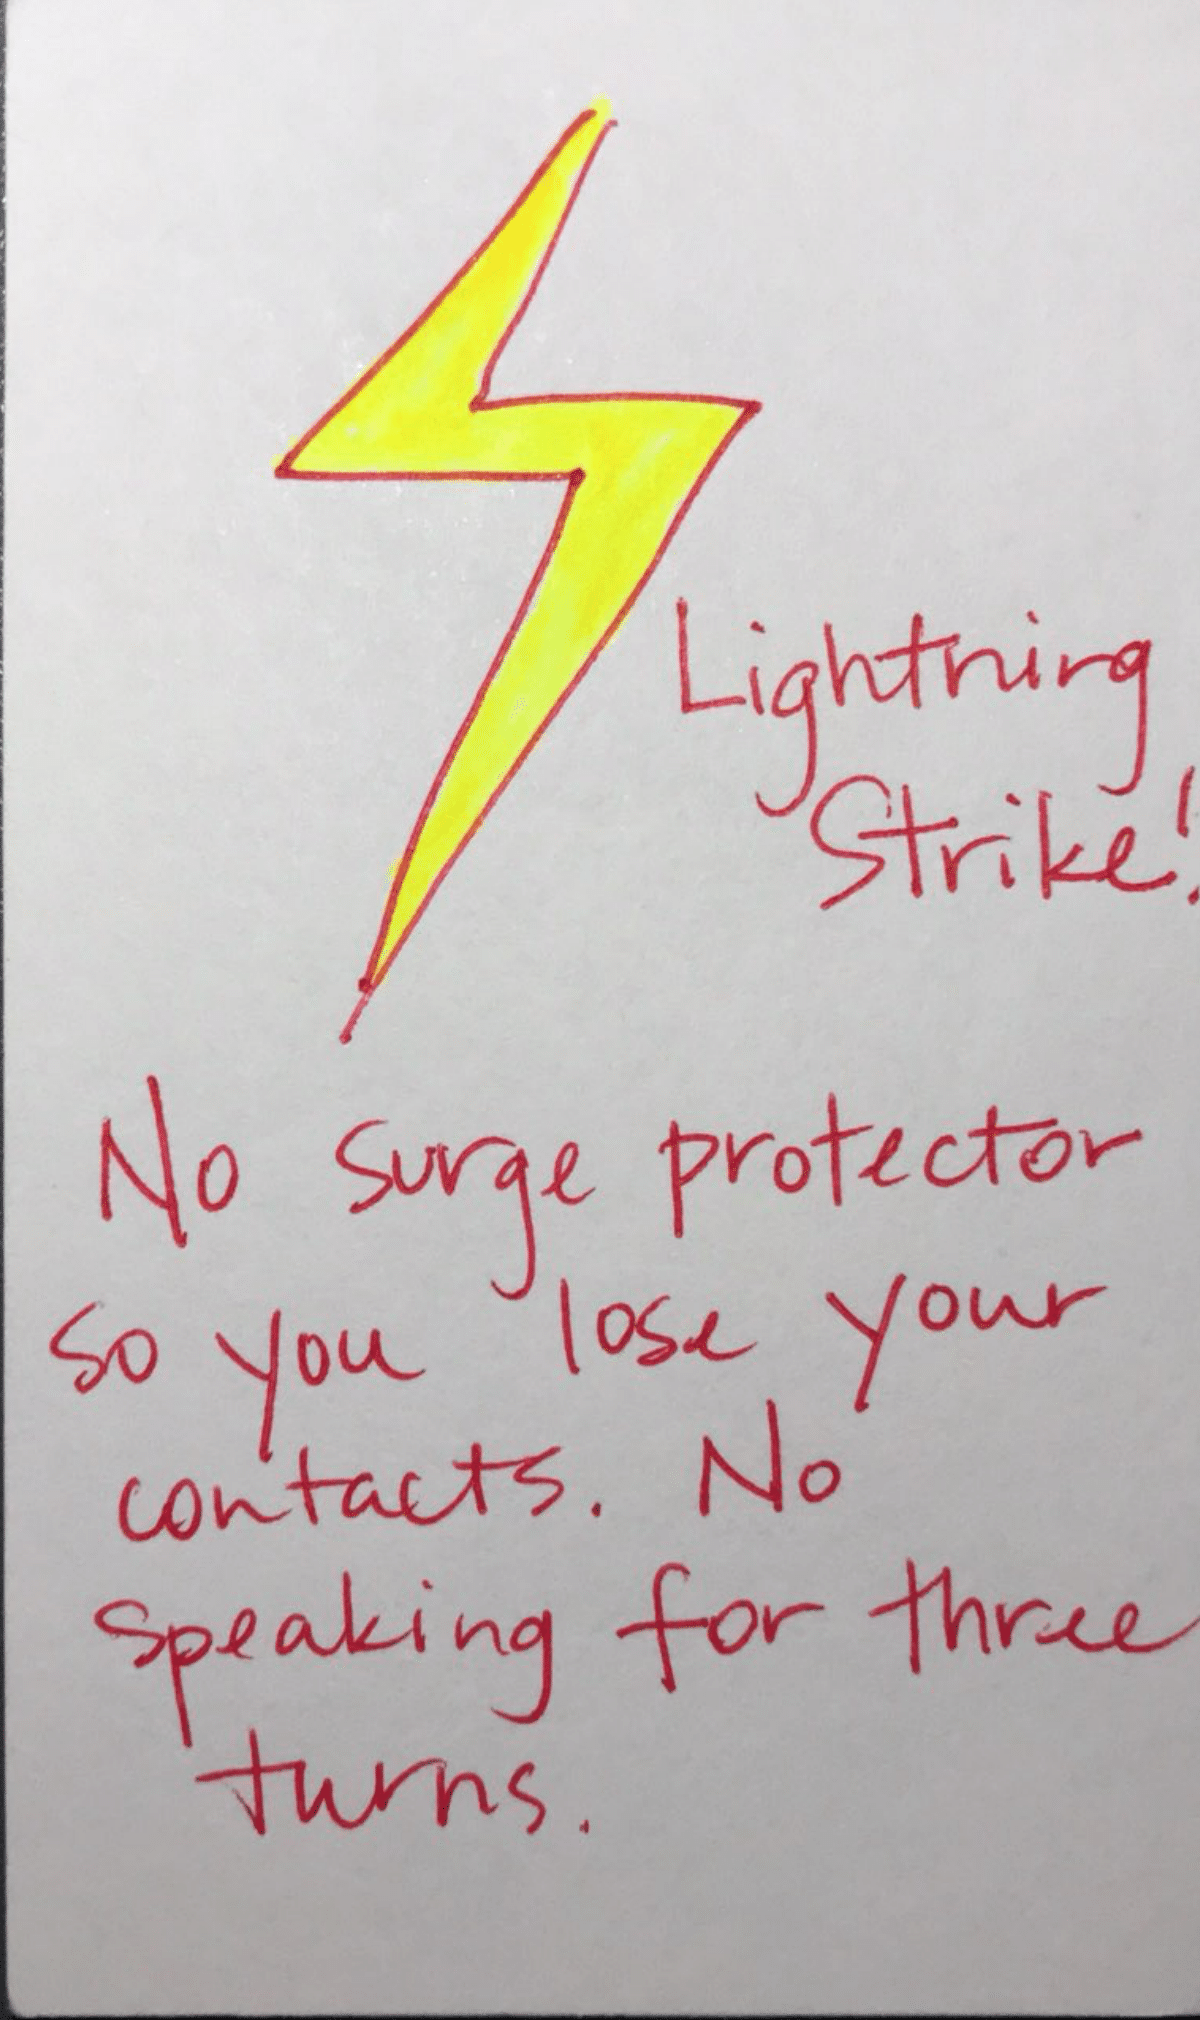 Lightning
Strike!
No surge protector
so you lose your
contacts. No
speaking for three
turns.